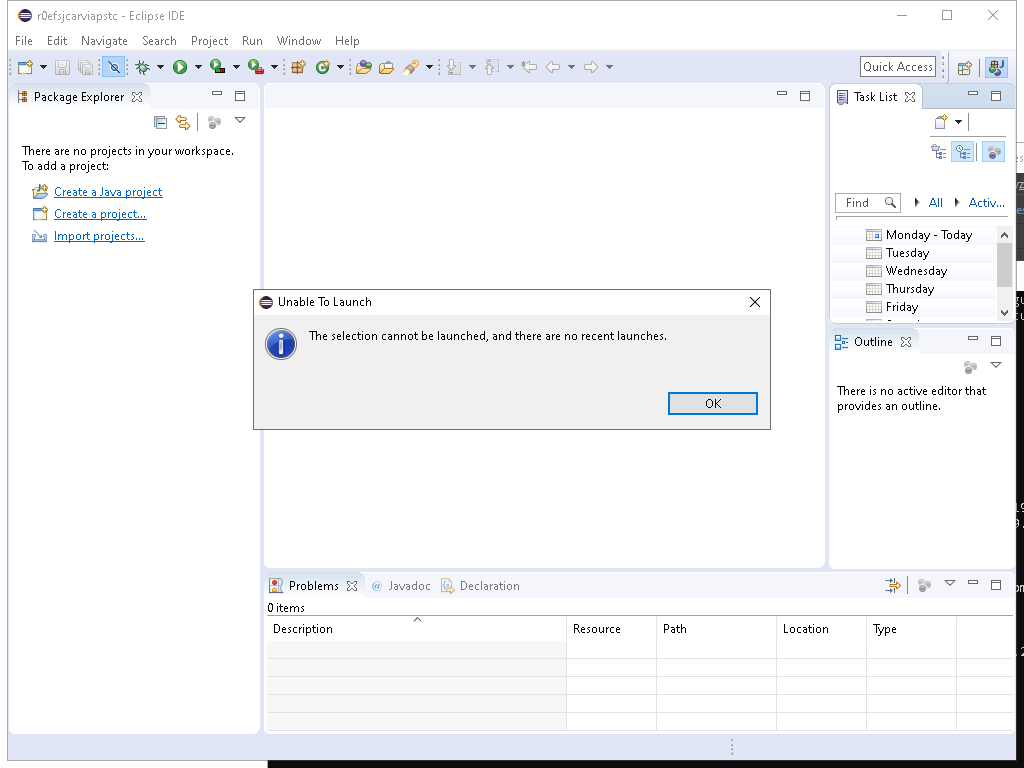 r0efsjcarviapstc - Eclipse IDE
File Edit Navigate Search Project Run Window Help
Quick Access
Package Explorer
There are no projects in your workspace.
To add a project:
Create a Java project
Create a project...
Import projects...
Task List
Find All Activ...
Monday - Today
Tuesday
Wednesday
Thursday
Friday
Unable To Launch
The selection cannot be launched, and there are no recent launches.
OK
Outline
There is no active editor that
provides an outline.
Problems @ Javadoc Declaration
0 items
Description Resource Path Location Type